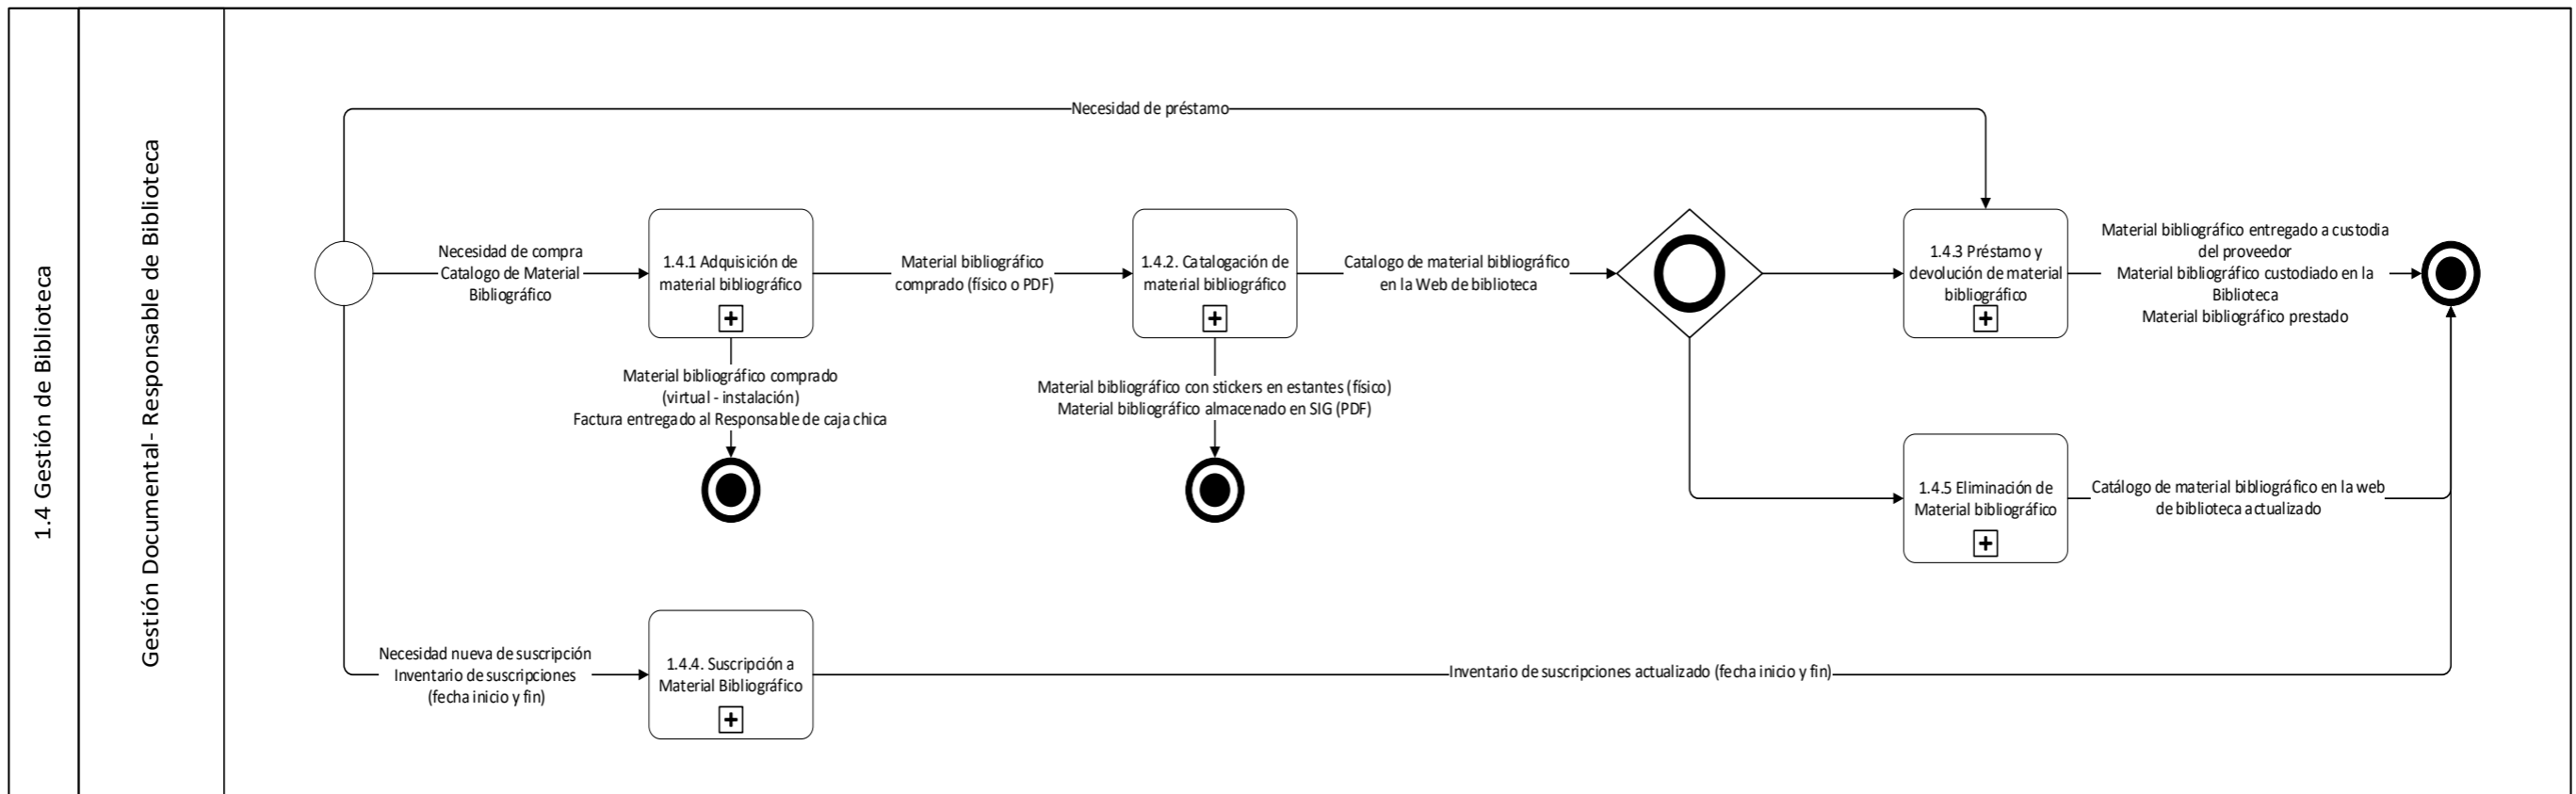 1.4 Gestión de Biblioteca
Gestión Documental- Responsable de Biblioteca
Necesidad de préstamo
Necesidad de compra
Catalogo de Material
Bibliográfico
1.4.1 Adquisición de
material bibliográfico
Material bibliográfico
comprado (físico o PDF)
1.4.2. Catalogación de
material bibliográfico
Catalogo de material bibliográfico
en la Web de biblioteca
1.4.3 Préstamo y
devolución de material
bibliográfico
Material bibliográfico entregado a custodia
del proveedor
Material bibliográfico custodiado en la
Biblioteca
Material bibliográfico prestado
Material bibliográfico comprado
(virtual - instalación)
Factura entregado al Responsable de caja chica
Material bibliográfico con stickers en estantes (físico)
Material bibliográfico almacenado en SIG (PDF)
1.4.5 Eliminación de
Material bibliográfico
Catálogo de material bibliográfico en la web
de biblioteca actualizado
Necesidad nueva de suscripción
Inventario de suscripciones
(fecha inicio y fin)
1.4.4. Suscripción a
Material Bibliográfico
Inventario de suscripciones actualizado (fecha inicio y fin)